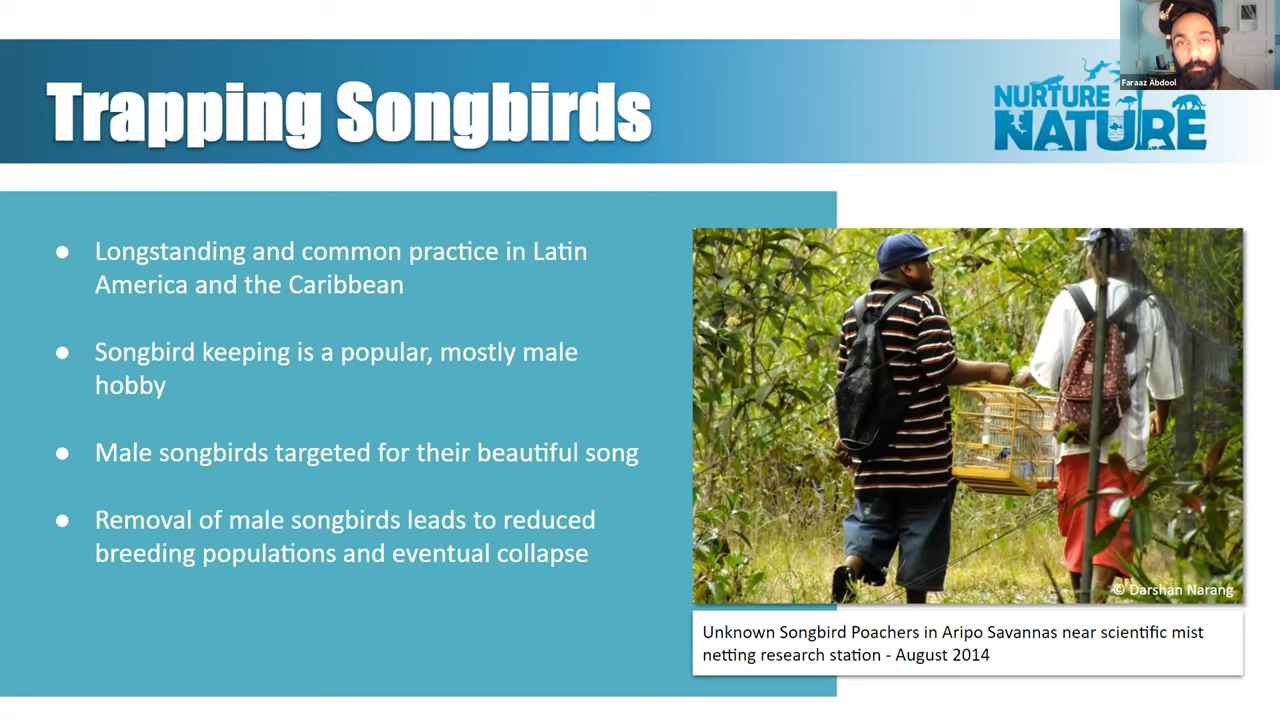 Trapping Songbirds
Faraaz Abdool
NURTURE
NATURE
● Longstanding and common practice in Latin
America and the Caribbean
● Songbird keeping is a popular, mostly male
hobby
● Male songbirds targeted for their beautiful song
● Removal of male songbirds leads to reduced
breeding populations and eventual collapse
© Darshan Narang
Unknown Songbird Poachers in Aripo Savannas near scientific mist
netting research station - August 2014